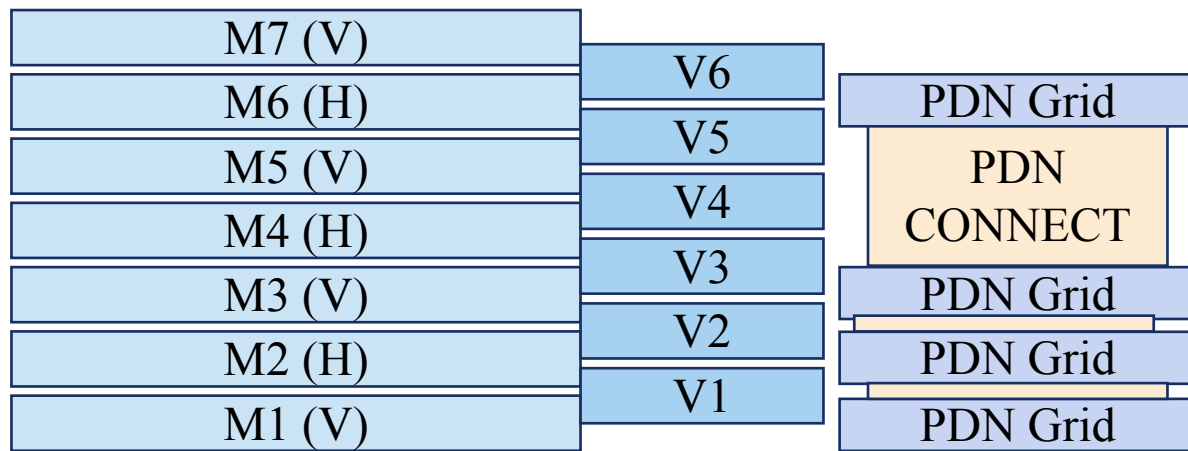 M7 (V)
M6 (H)
M5 (V)
M4 (H)
M3 (V)
M2 (H)
M1 (V)
V6
V5
V4
V3
V2
V1
PDN Grid
PDN
CONNECT
PDN Grid
PDN Grid
PDN Grid